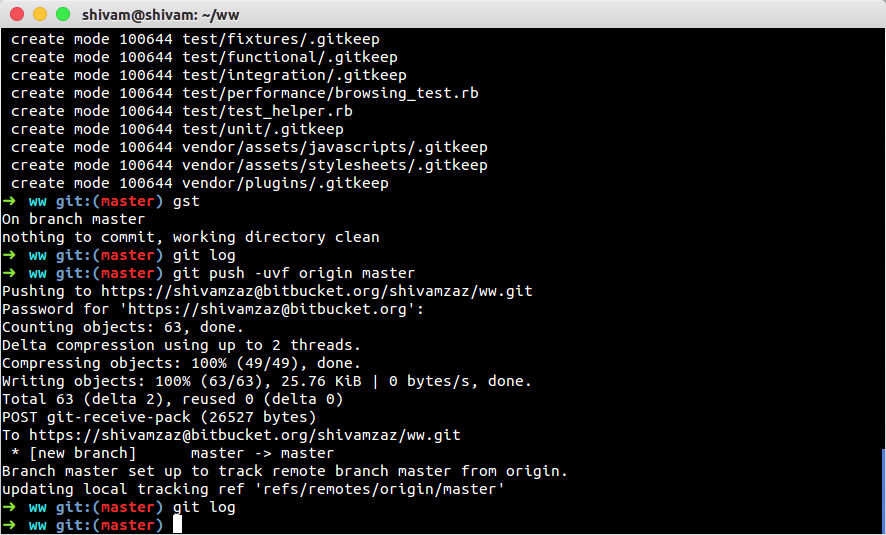 shivam@shivam: ~/ww
create mode 100644 test/fixtures/.gitkeep
create mode 100644 test/functional/.gitkeep
create mode 100644 test/integration/.gitkeep
create mode 100644 test/performance/browsing_test.rb
create mode 100644 test/test_helper.rb
create mode 100644 test/unit/.gitkeep
create mode 100644 vendor/assets/javascripts/.gitkeep
create mode 100644 vendor/assets/stylesheets/.gitkeep
create mode 100644 vendor/plugins/.gitkeep
➜  ww git:(master) gst
On branch master
nothing to commit, working directory clean
➜  ww git:(master) git log
➜  ww git:(master) git push -uvf origin master
Pushing to https://shivamzaz@bitbucket.org/shivamzaz/ww.git
Password for 'https://shivamzaz@bitbucket.org':
Counting objects: 63, done.
Delta compression using up to 2 threads.
Compressing objects: 100% (49/49), done.
Writing objects: 100% (63/63), 25.76 KiB | 0 bytes/s, done.
Total 63 (delta 2), reused 0 (delta 0)
POST git-receive-pack (26527 bytes)
To https://shivamzaz@bitbucket.org/shivamzaz/ww.git
 * [new branch]      master -> master
Branch master set up to track remote branch master from origin.
updating local tracking ref 'refs/remotes/origin/master'
➜  ww git:(master) git log
➜  ww git:(master)